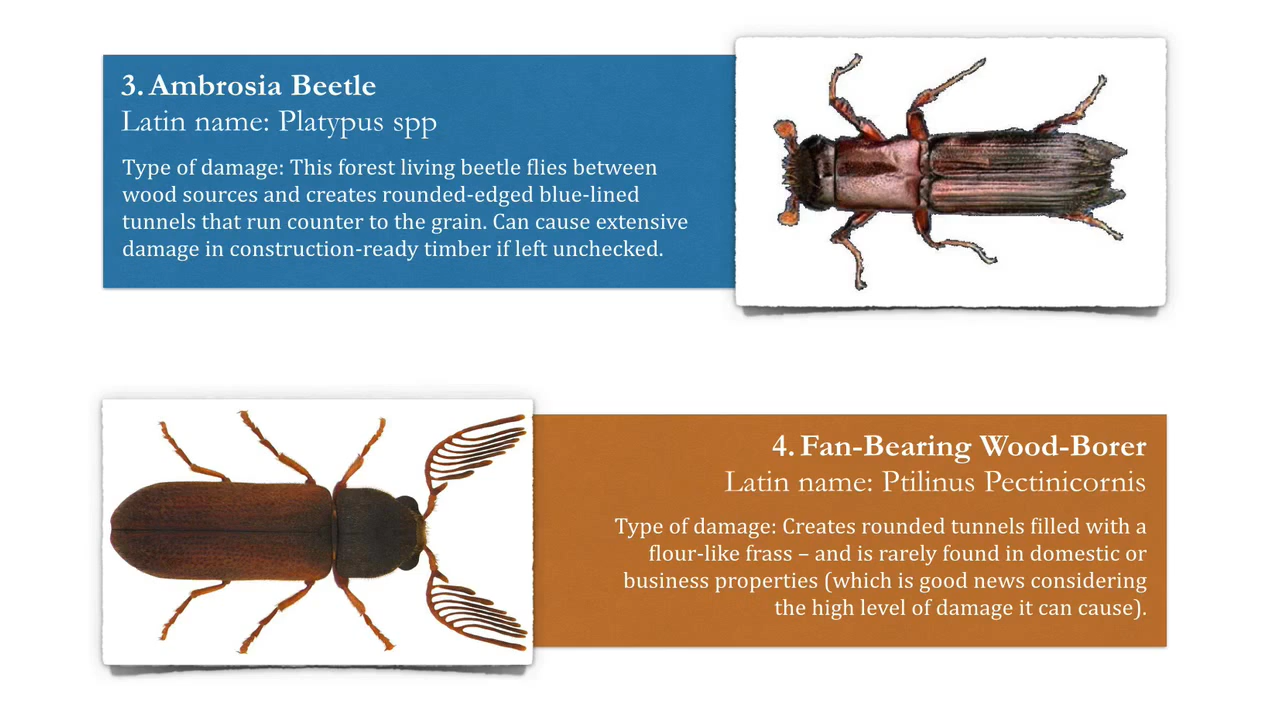 3. Ambrosia Beetle
Latin name: Platypus spp
Type of damage: This forest living beetle flies between
wood sources and creates rounded-edged blue-lined
tunnels that run counter to the grain. Can cause extensive
damage in construction-ready timber if left unchecked.
4. Fan-Bearing Wood-Borer
Latin name: Ptilinus Pectinicornis
Type of damage: Creates rounded tunnels filled with a
flour-like frass – and is rarely found in domestic or
business properties (which is good news considering
the high level of damage it can cause).